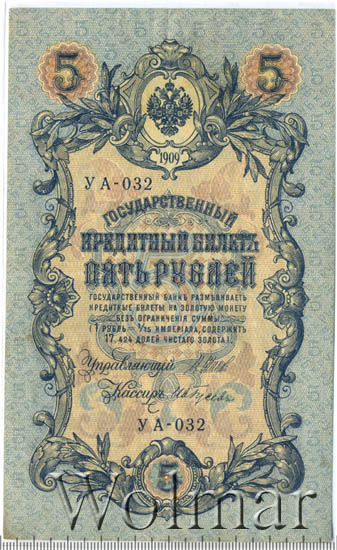 5 5
1909
УА-032
ГОСУДАРСТВЕННЫЙ
КРЕДИТНЫЙ БИЛЕТЪ
ПЯТЬ РУБЛЕЙ
ГОСУДАРСТВЕННЫЙ БАНКЪ РАЗМѢНИВАЕТЪ
КРЕДИТНЫЕ БИЛЕТЫ НА ЗОЛОТУЮ МОНЕТУ
БЕЗЪ ОГРАНИЧЕНІЯ СУММЫ
(1 РУБЛЬ = 1/15 ИМПЕРІАЛА, СОДЕРЖИТЪ
17,424 ДОЛЕЙ ЧИСТАГО ЗОЛОТА).
Управляющій
Кассиръ
УА-032
5
Wolmar